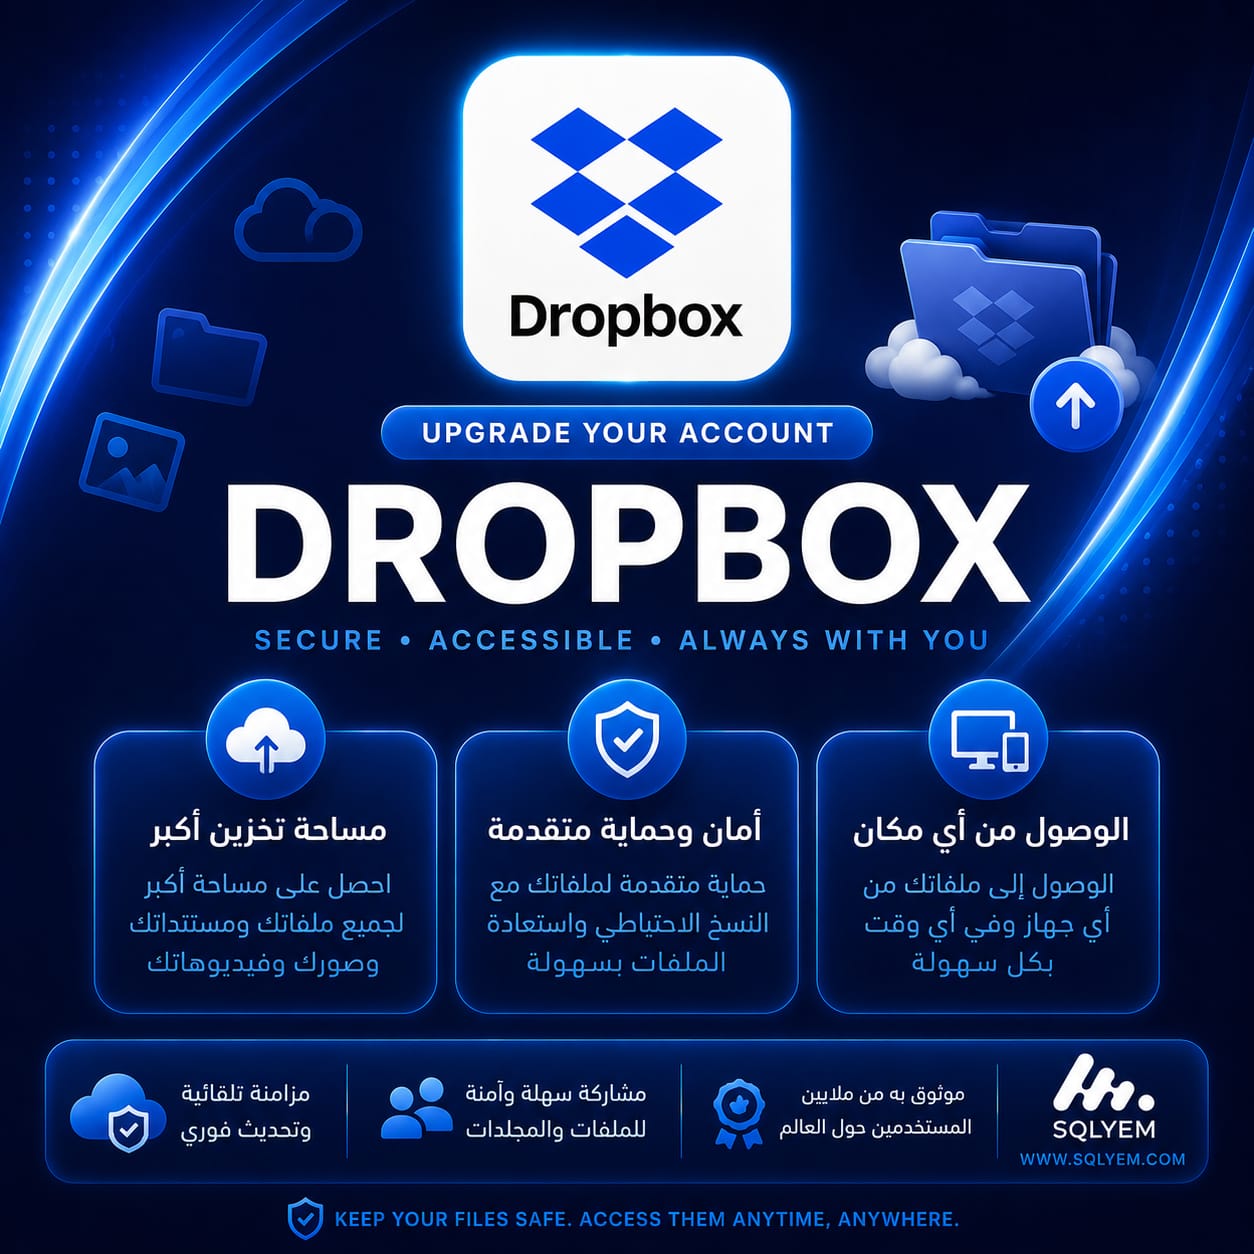 Dropbox
UPGRADE YOUR ACCOUNT
DROPBOX
SECURE • ACCESSIBLE • ALWAYS WITH YOU
الوصول من أي مكان
الوصول إلى ملفاتك من
أي جهاز وفي أي وقت
بكل سهولة
أمان وحماية متقدمة
حماية متقدمة لملفاتك مع
النسخ الاحتياطي واستعادة
الملفات بسهولة
مساحة تخزين أكبر
احصل على مساحة أكبر
لجميع ملفاتك ومستتداتك
وصورك وفيديوهاتك
SQLYEM
WWW.SQLYEM.COM
موثوق به من ملايين
المستخدمين حول العالم
مشاركة سهلة وآمنة
للملفات والمجلدات
مزامنة تلقائية
وتحديث فوري
KEEP YOUR FILES SAFE. ACCESS THEM ANYTIME, ANYWHERE.